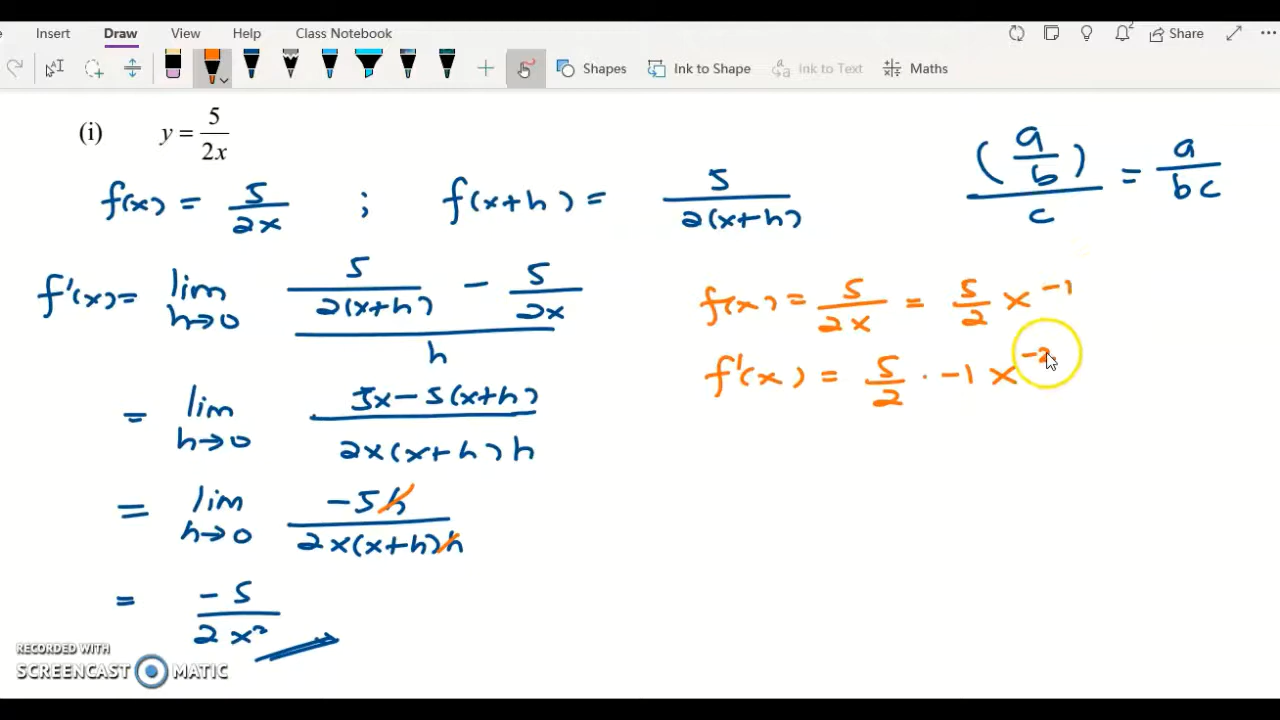 Insert Draw View Help Class Notebook 2 Share
Shapes Ink to Shape Ink to Text Maths
(i) y = 5/2x
f(x) = 5/2x ; f(x+h) = 5/2(x+h)
(a/b)/c = a/bc
f'(x) = lim h→0 (5/2(x+h) − 5/2x)/h
= lim h→0 (5x − 5(x+h))/2x(x+h)h
= lim h→0 −5h/2x(x+h)h
= −5/2x²
f(x) = 5/2x = 5/2 x⁻¹
f'(x) = 5/2 · −1 x⁻²
RECORDED WITH
SCREENCAST MATIC